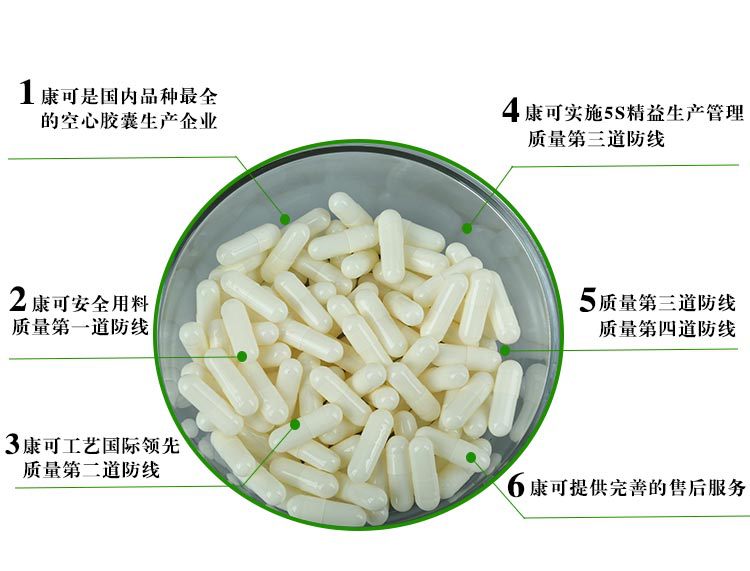 1 康可是国内品种最全
的空心胶囊生产企业
2 康可安全用料
质量第一道防线
3 康可工艺国际领先
质量第二道防线
4 康可实施5S精益生产管理
质量第三道防线
5 质量第三道防线
质量第四道防线
6 康可提供完善的售后服务